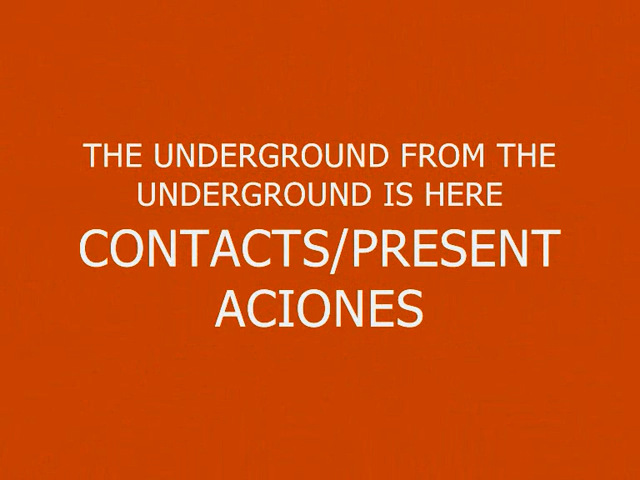 THE UNDERGROUND FROM THE
UNDERGROUND IS HERE
CONTACTS/PRESENT
ACIONES